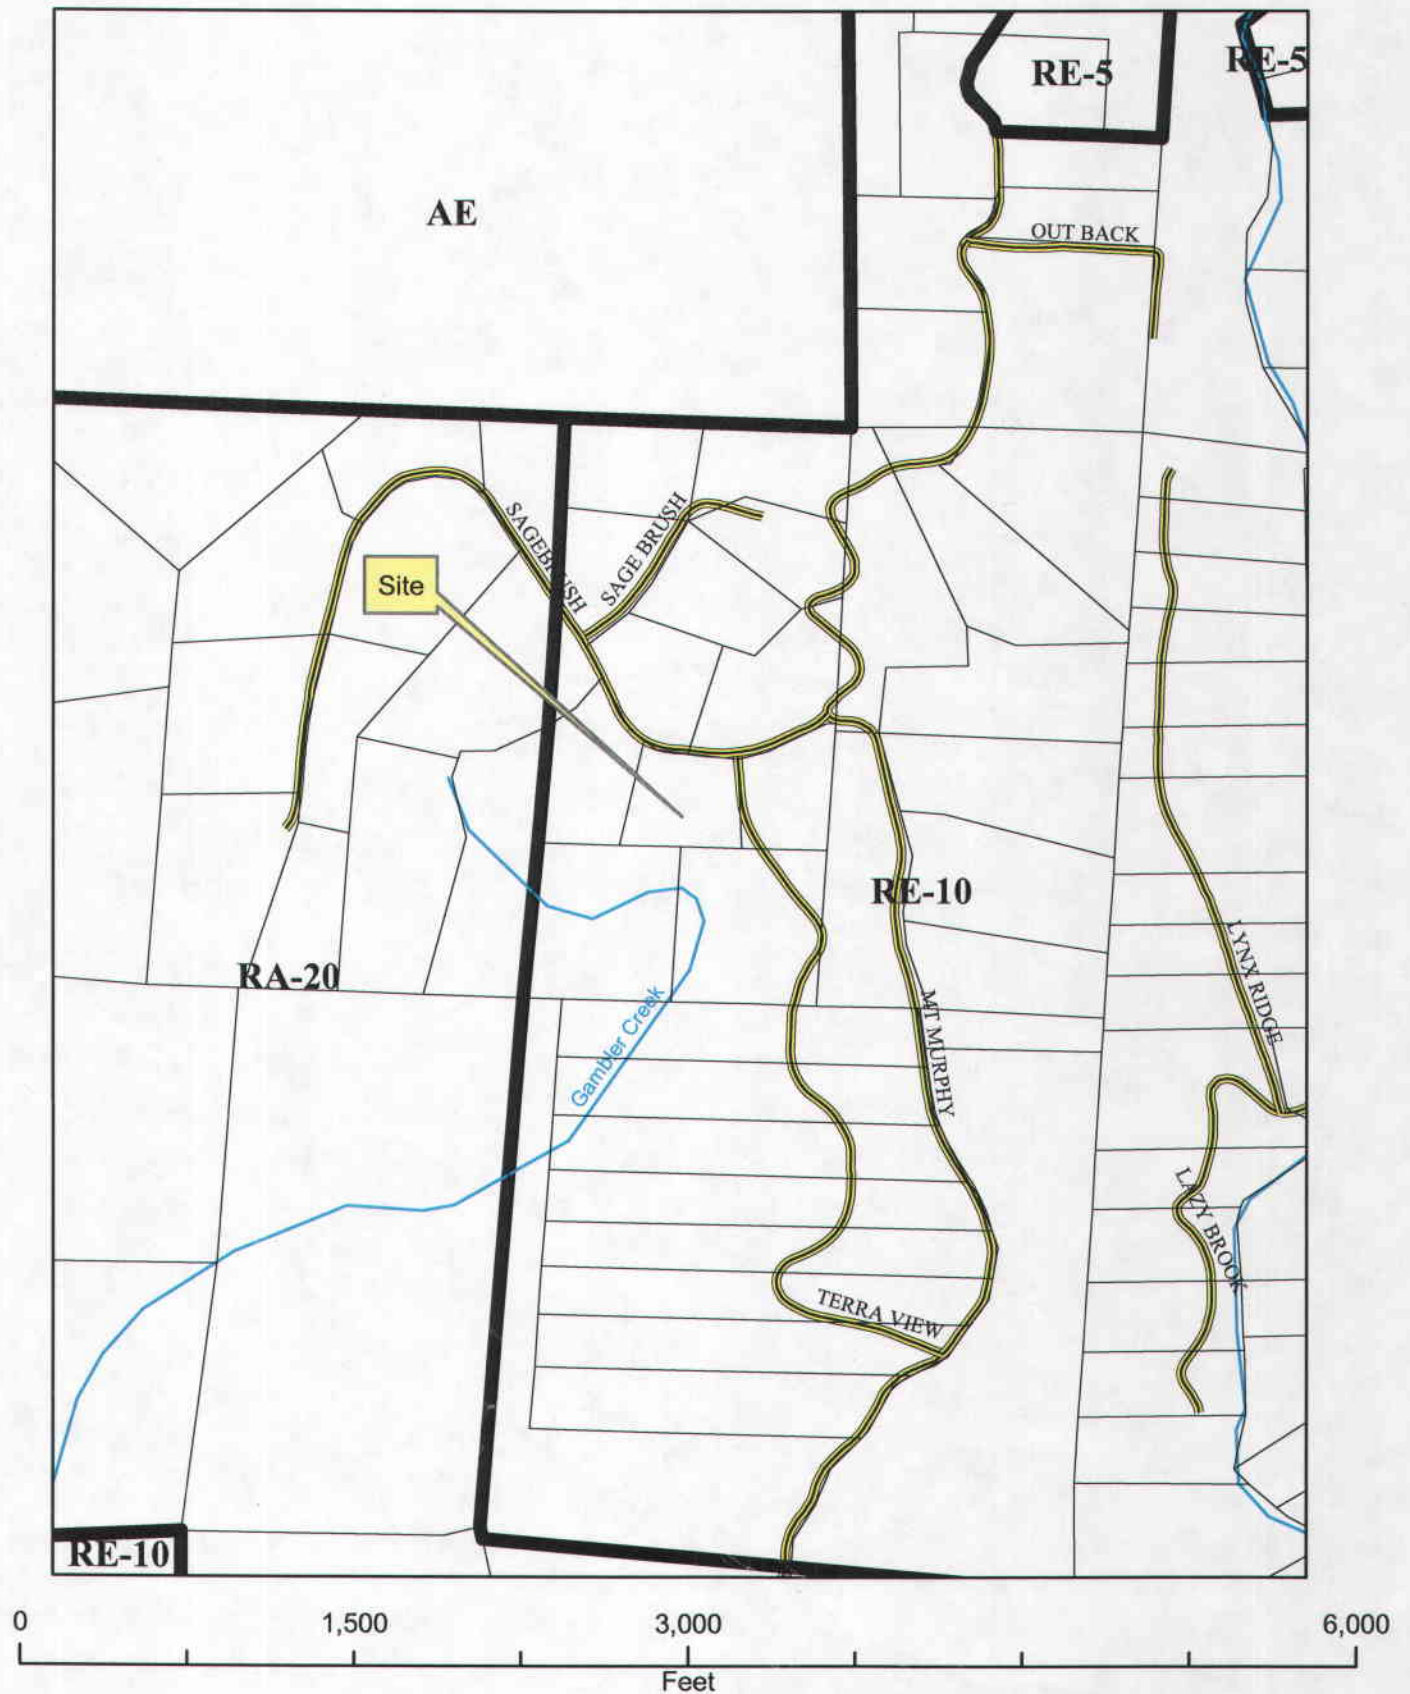 RE-5
RE-5
AE
OUT BACK
SAGEBRUSH
SAGE BRUSH
Site
RE-10
LYNX RIDGE
RA-20
MT MURPHY
Gambler Creek
LAZY BROOK
TERRA VIEW
RE-10
0 1,500 3,000 6,000
Feet